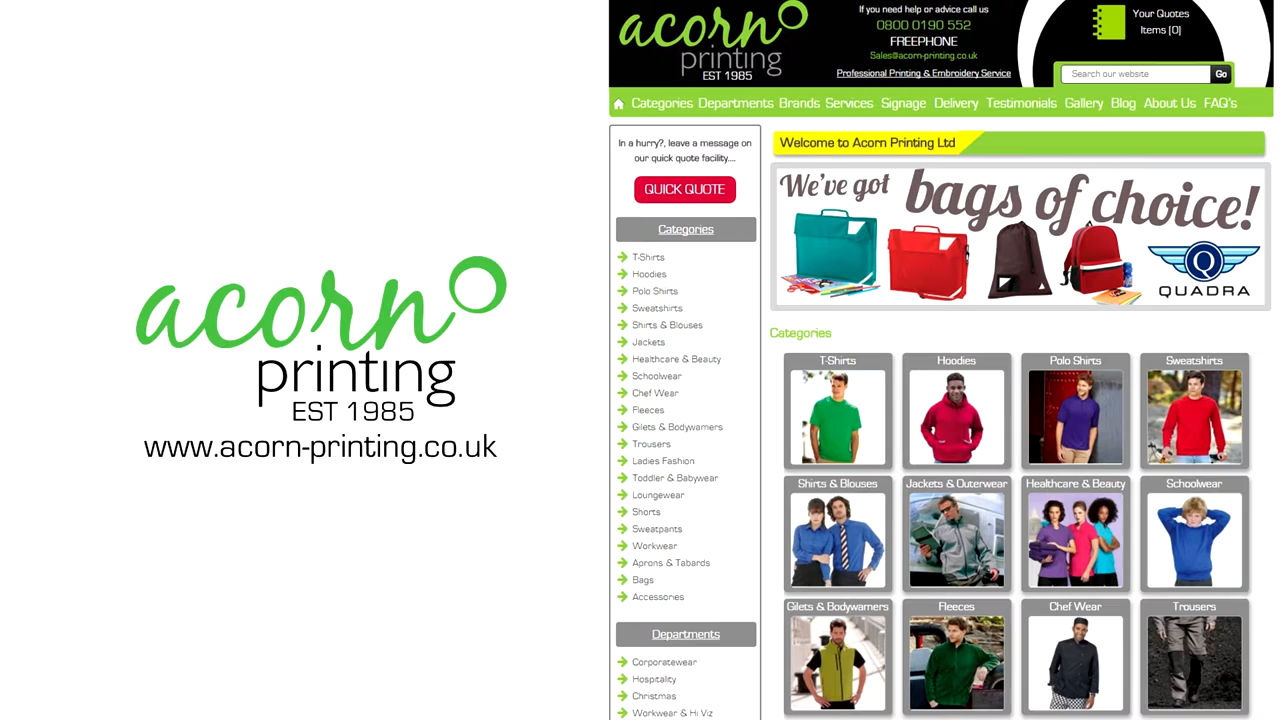 acorn
printing
EST 1985
www.acorn-printing.co.uk
acorn
printing
EST 1985
If you need help or advice call us
0800 0190 552
FREEPHONE
Sales@acorn-printing.co.uk
Professional Printing & Embroidery Service
Your Quotes
Items [0]
Search our website
Go
Categories Departments Brands Services Signage Delivery Testimonials Gallery Blog About Us FAQ's
In a hurry?, leave a message on
our quick quote facility....
QUICK QUOTE
Categories
T-Shirts
Hoodies
Polo Shirts
Sweatshirts
Shirts & Blouses
Jackets
Healthcare & Beauty
Schoolwear
Chef Wear
Fleeces
Gilets & Bodywamers
Trousers
Ladies Fashion
Toddler & Babywear
Loungewear
Shorts
Sweatpants
Workwear
Aprons & Tabards
Bags
Accessories
Departments
Corporatewear
Hospitality
Christmas
Workwear & Hi Viz
Welcome to Acorn Printing Ltd
We've got bags of choice!
Q
QUADRA
Categories
T-Shirts
Hoodies
Polo Shirts
Sweatshirts
Shirts & Blouses
Jackets & Outerwear
Healthcare & Beauty
Schoolwear
Gilets & Bodywamers
Fleeces
Chef Wear
Trousers